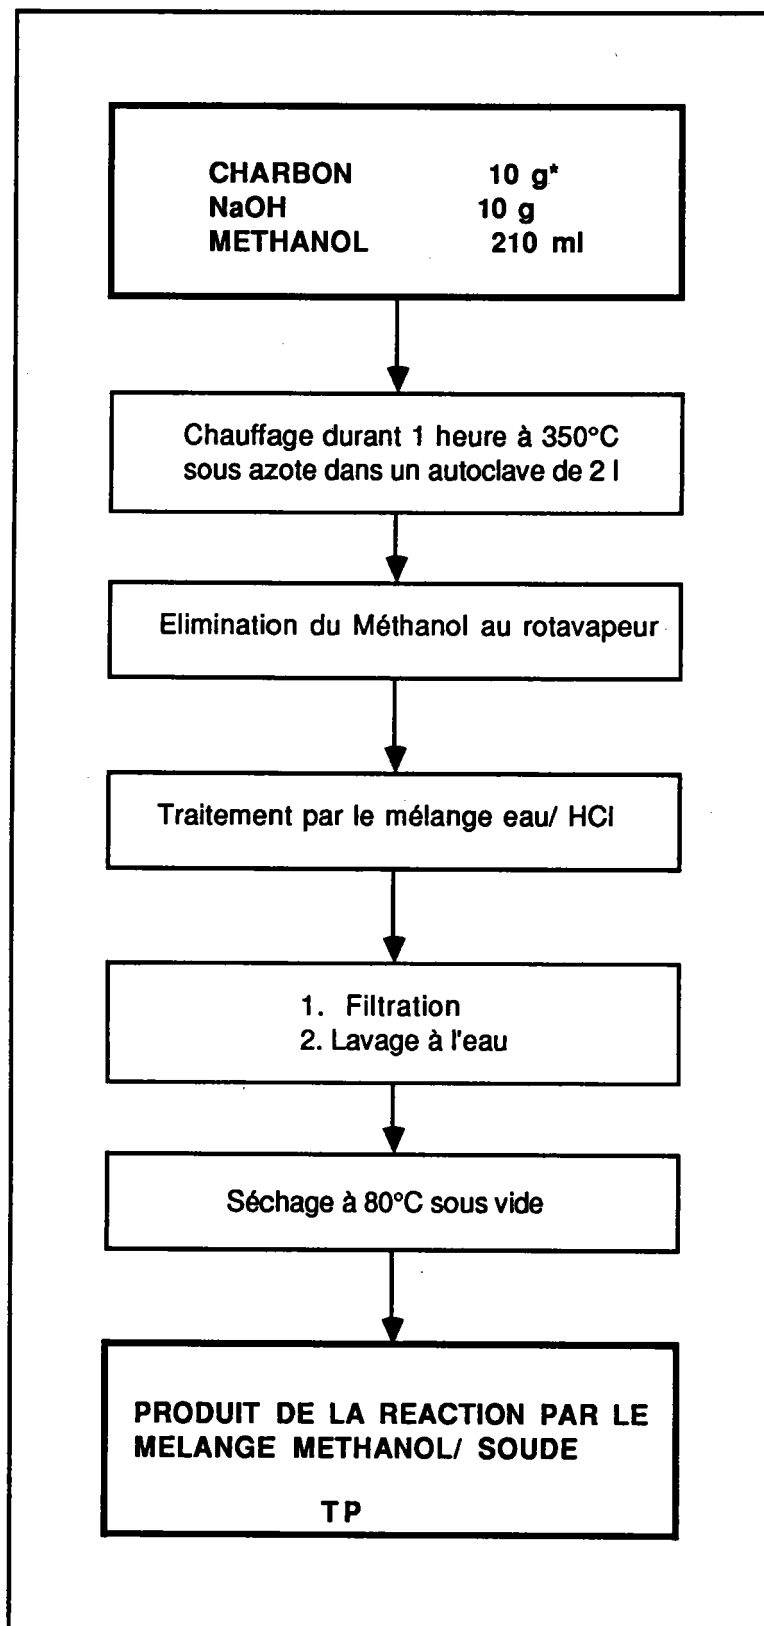 CHARBON 10 g*
NaOH 10 g
METHANOL 210 ml
Chauffage durant 1 heure à 350°C
sous azote dans un autoclave de 2 l
Elimination du Méthanol au rotavapeur
Traitement par le mélange eau/ HCl
1. Filtration
2. Lavage à l'eau
Séchage à 80°C sous vide
PRODUIT DE LA REACTION PAR LE
MELANGE METHANOL/ SOUDE
TP